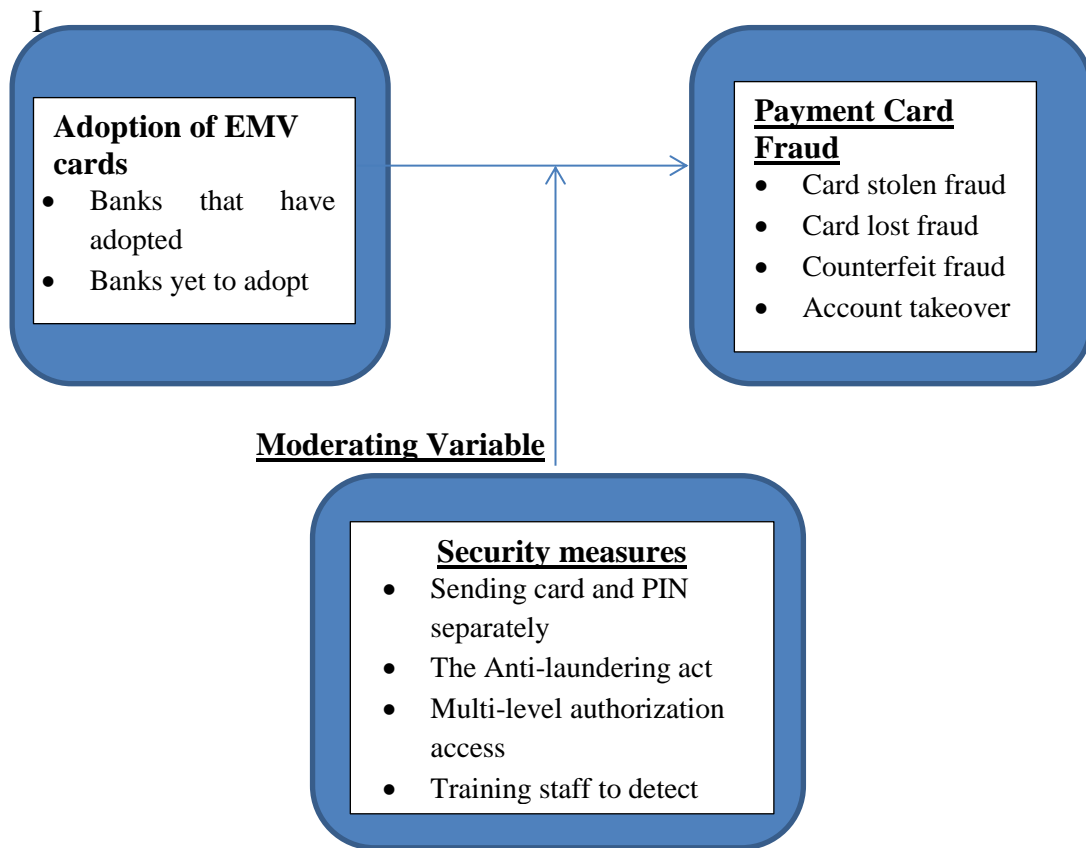 I
Adoption of EMV
cards
• Banks that have
adopted
• Banks yet to adopt
Payment Card
Fraud
• Card stolen fraud
• Card lost fraud
• Counterfeit fraud
• Account takeover
Moderating Variable
Security measures
• Sending card and PIN
separately
• The Anti-laundering act
• Multi-level authorization
access
• Training staff to detect